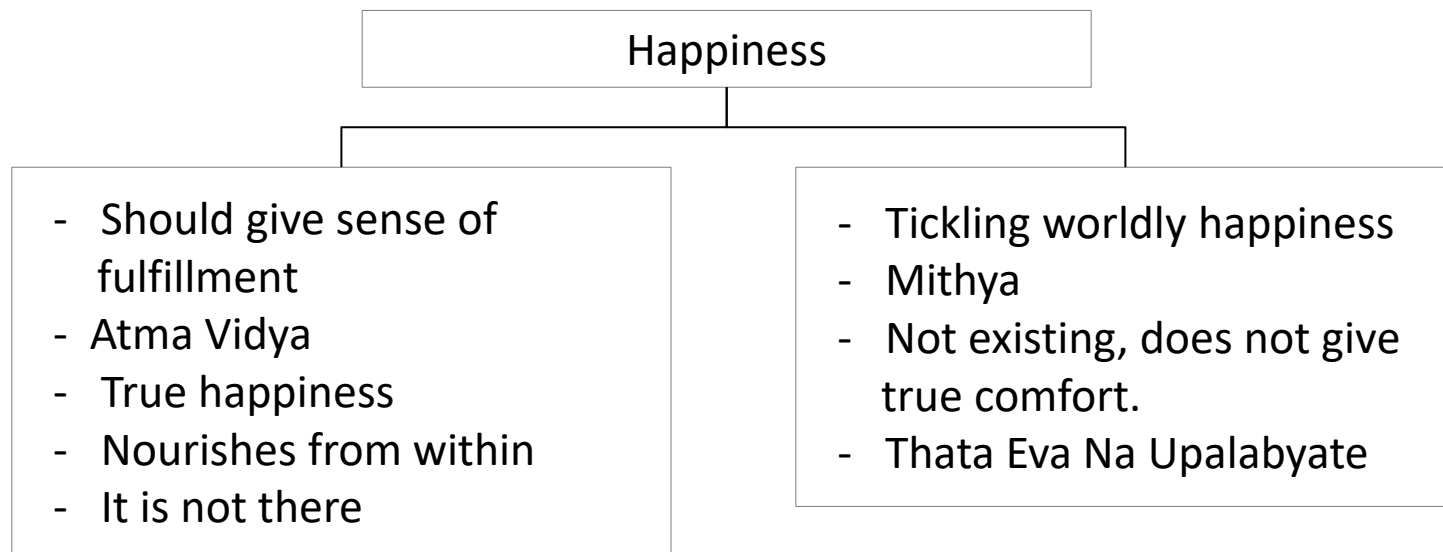 Happiness
- Should give sense of
fulfillment
- Atma Vidya
- True happiness
- Nourishes from within
- It is not there
- Tickling worldly happiness
- Mithya
- Not existing, does not give
true comfort.
- Thata Eva Na Upalabyate